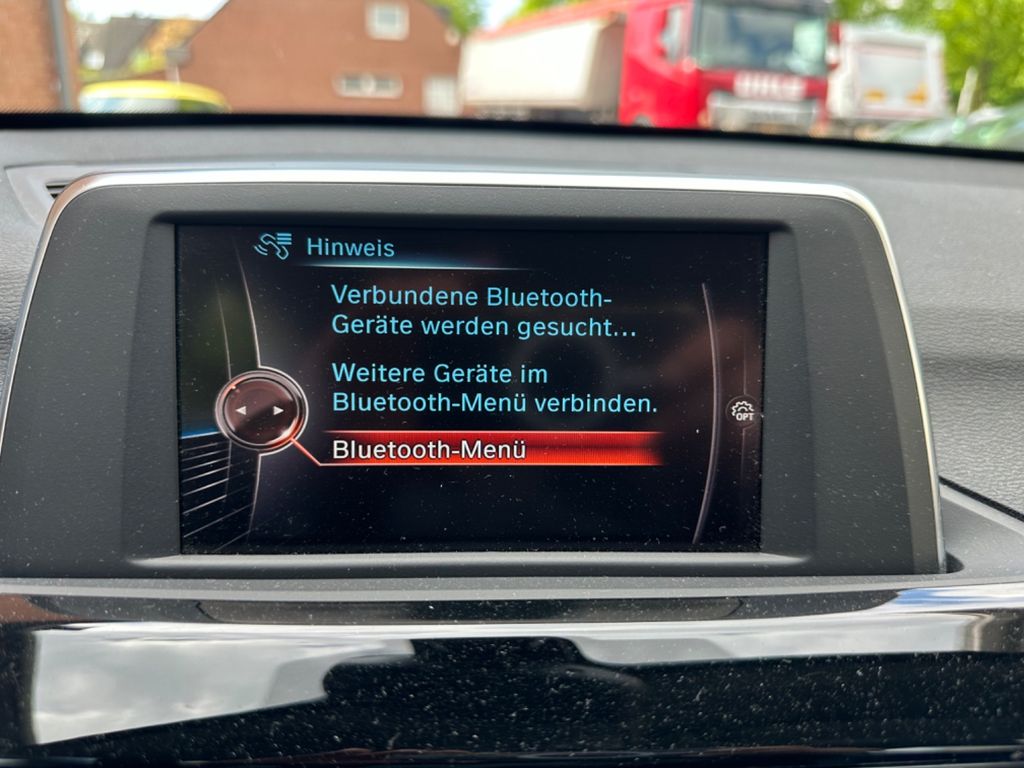 Hinweis
Verbundene Bluetooth-
Geräte werden gesucht...
Weitere Geräte im
Bluetooth-Menü verbinden.
Bluetooth-Menü
OPT